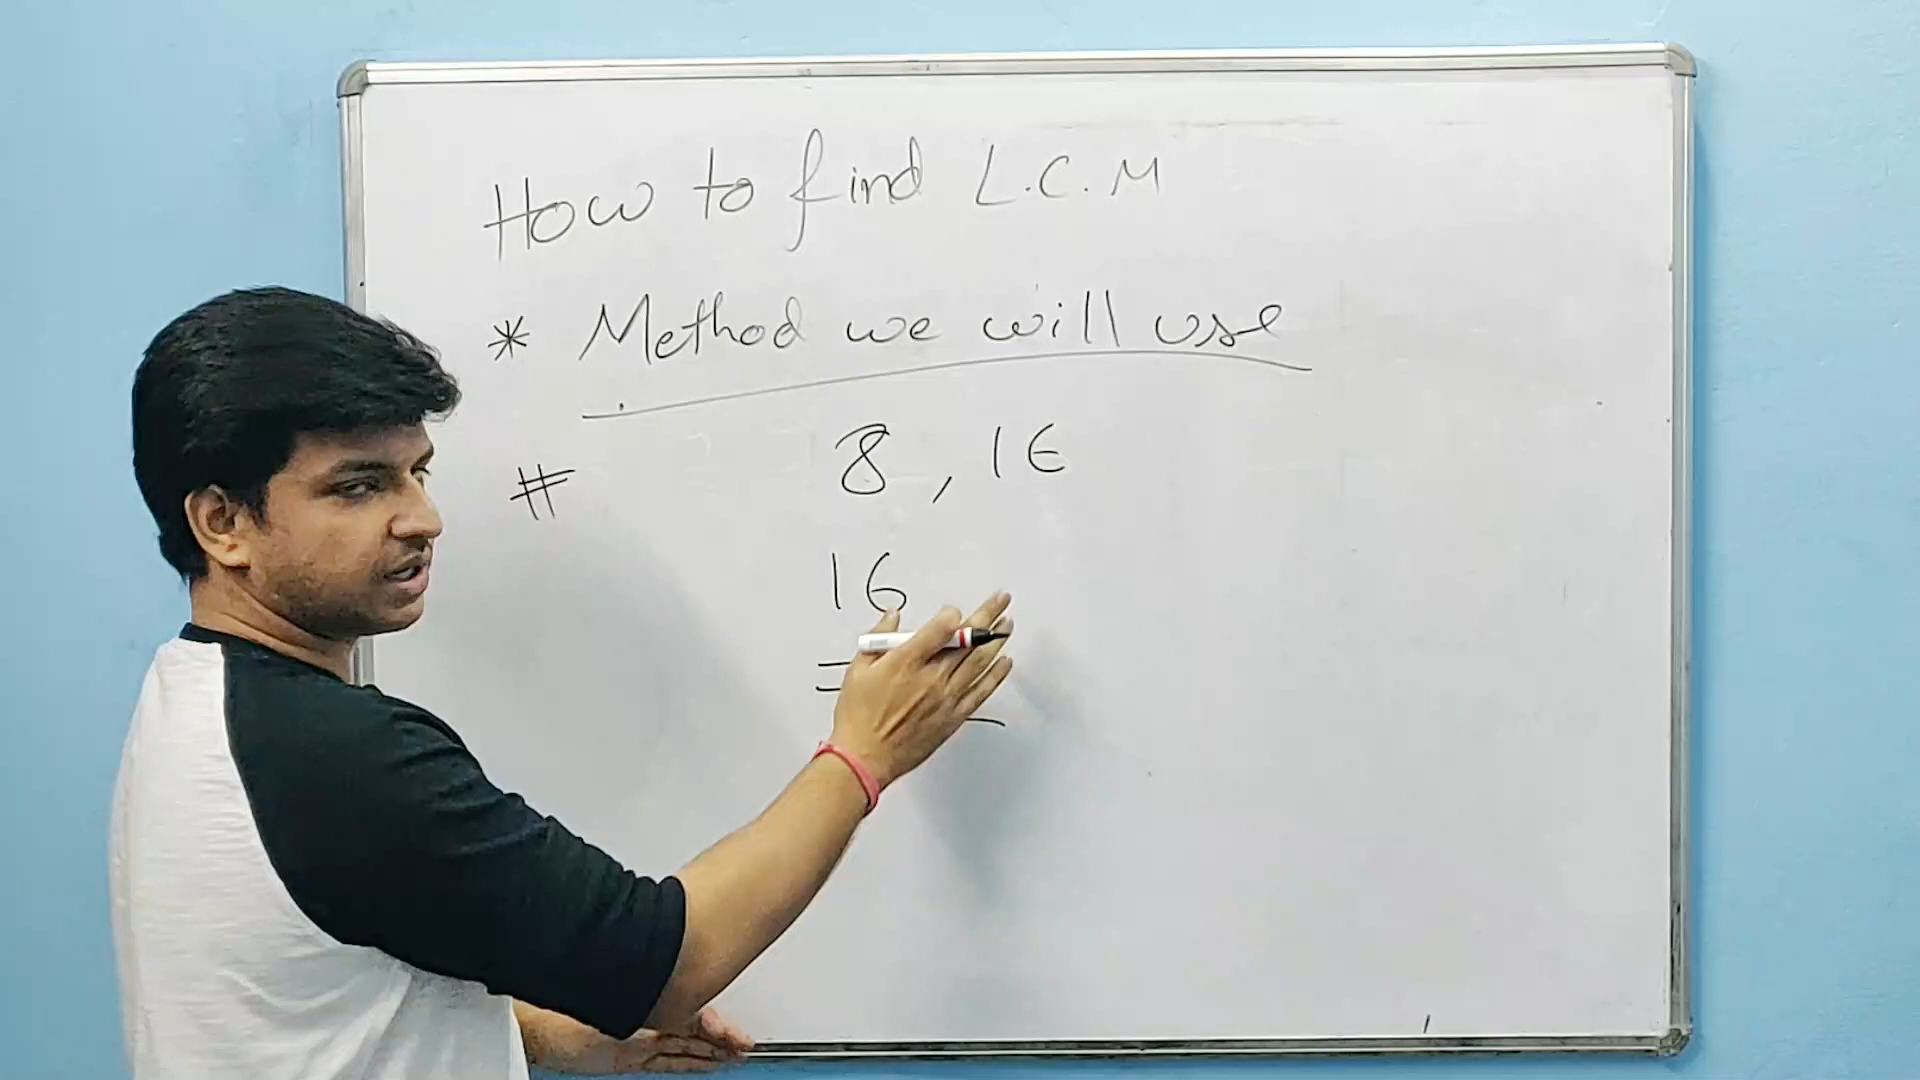 How to find L.C.M
* Method we will use
# 8, 16
16
=